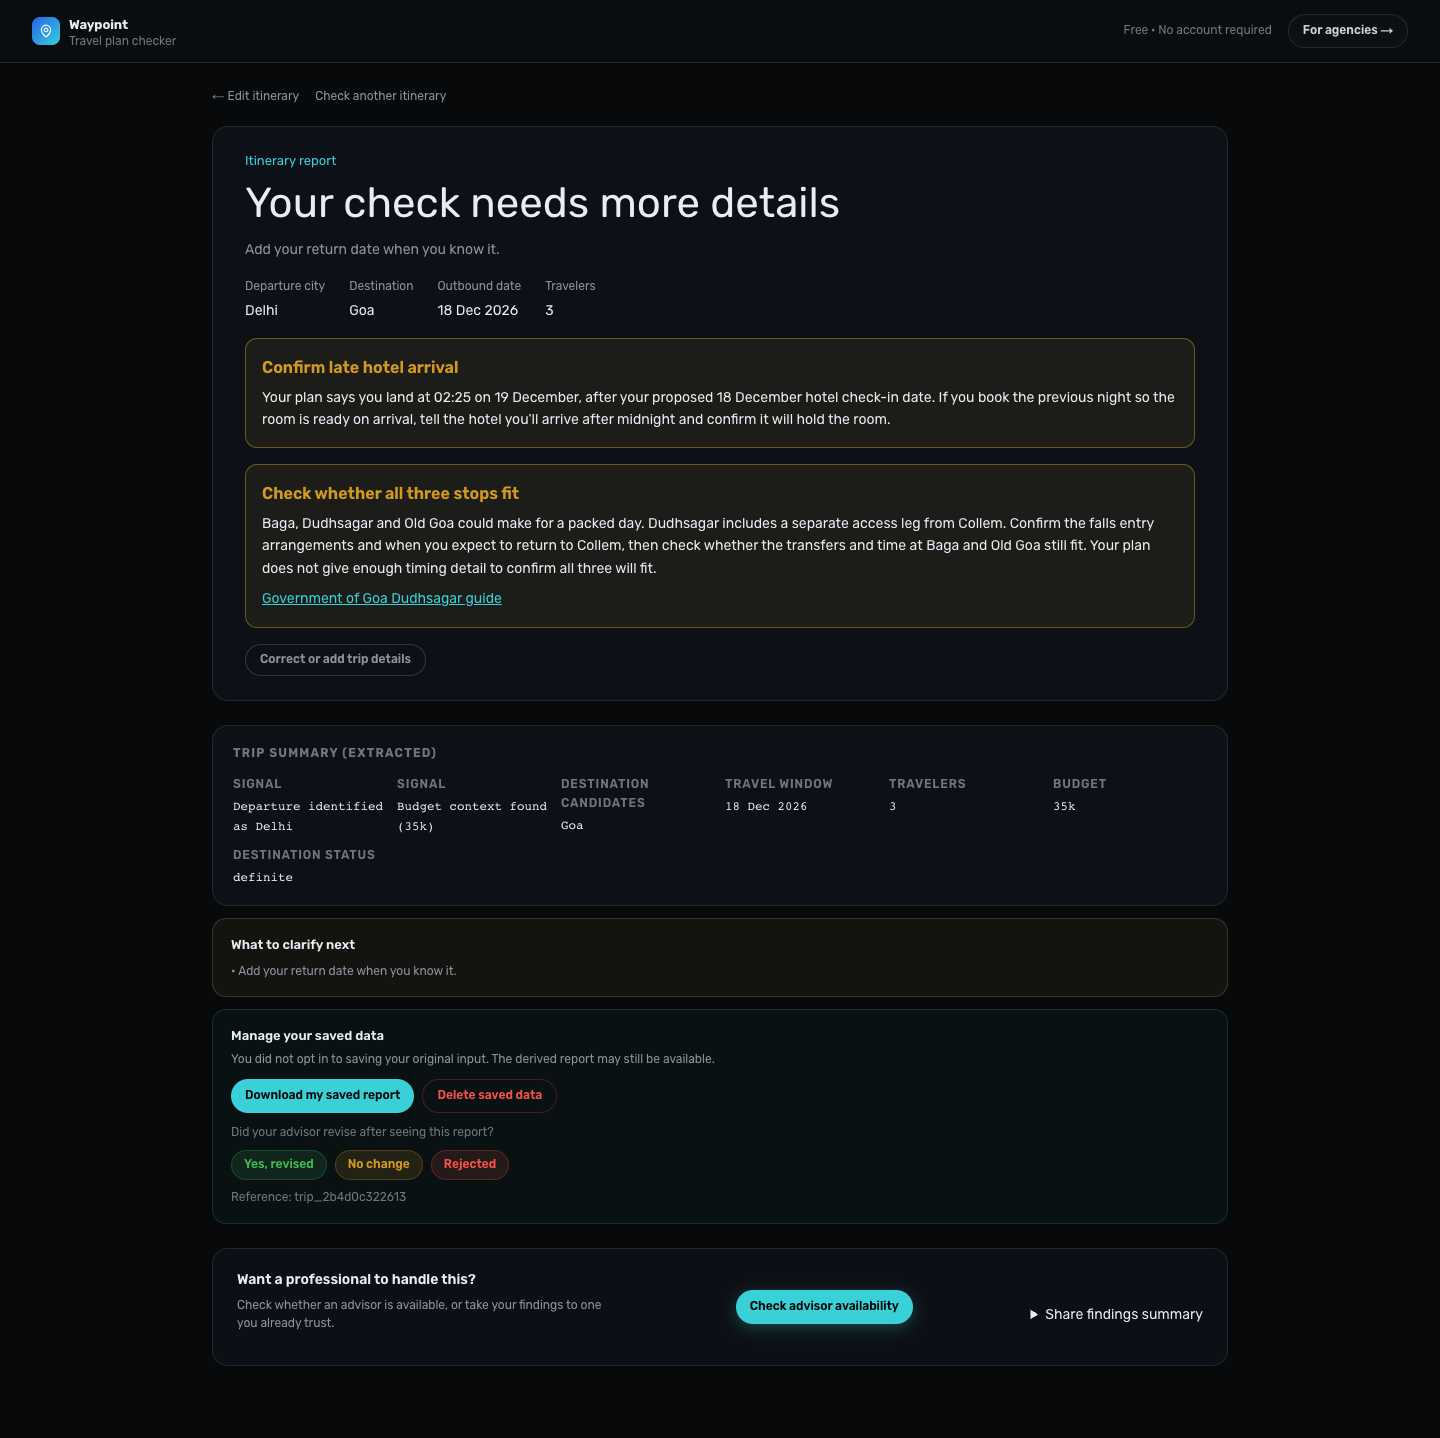 Waypoint
Travel plan checker
Free • No account required
For agencies →
← Edit itinerary
Check another itinerary
Itinerary report
Your check needs more details
Add your return date when you know it.
Departure city
Destination
Outbound date
Travelers
Delhi
Goa
18 Dec 2026
3
Confirm late hotel arrival
Your plan says you land at 02:25 on 19 December, after your proposed 18 December hotel check-in date. If you book the previous night so the
room is ready on arrival, tell the hotel you'll arrive after midnight and confirm it will hold the room.
Check whether all three stops fit
Baga, Dudhsagar and Old Goa could make for a packed day. Dudhsagar includes a separate access leg from Collem. Confirm the falls entry
arrangements and when you expect to return to Collem, then check whether the transfers and time at Baga and Old Goa still fit. Your plan
does not give enough timing detail to confirm all three will fit.
Government of Goa Dudhsagar guide
Correct or add trip details
TRIP SUMMARY (EXTRACTED)
SIGNAL
Departure identified
as Delhi
SIGNAL
Budget context found
(35k)
DESTINATION
CANDIDATES
Goa
TRAVEL WINDOW
18 Dec 2026
TRAVELERS
3
BUDGET
35k
DESTINATION STATUS
definite
What to clarify next
• Add your return date when you know it.
Manage your saved data
You did not opt in to saving your original input. The derived report may still be available.
Download my saved report
Delete saved data
Did your advisor revise after seeing this report?
Yes, revised
No change
Rejected
Reference: trip_2b4d0c322613
Want a professional to handle this?
Check whether an advisor is available, or take your findings to one
you already trust.
Check advisor availability
▶ Share findings summary